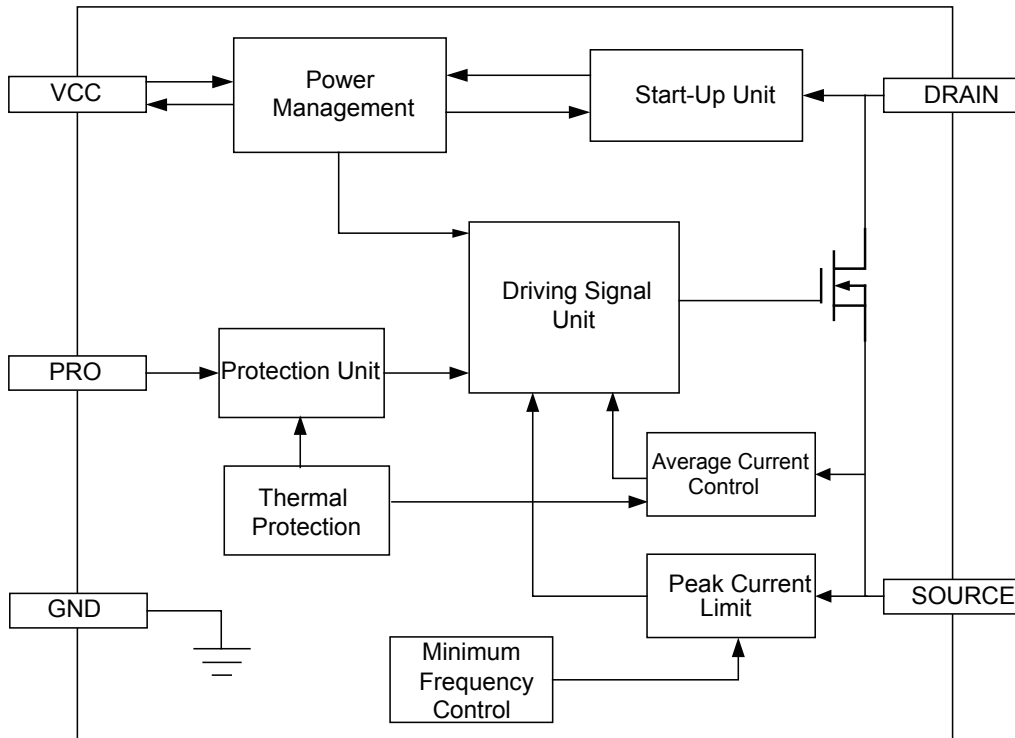 VCC
Power
Management
Start-Up Unit
DRAIN
Driving Signal
Unit
PRO
Protection Unit
Average Current
Control
Thermal
Protection
GND
Peak Current
Limit
SOURCE
Minimum
Frequency
Control